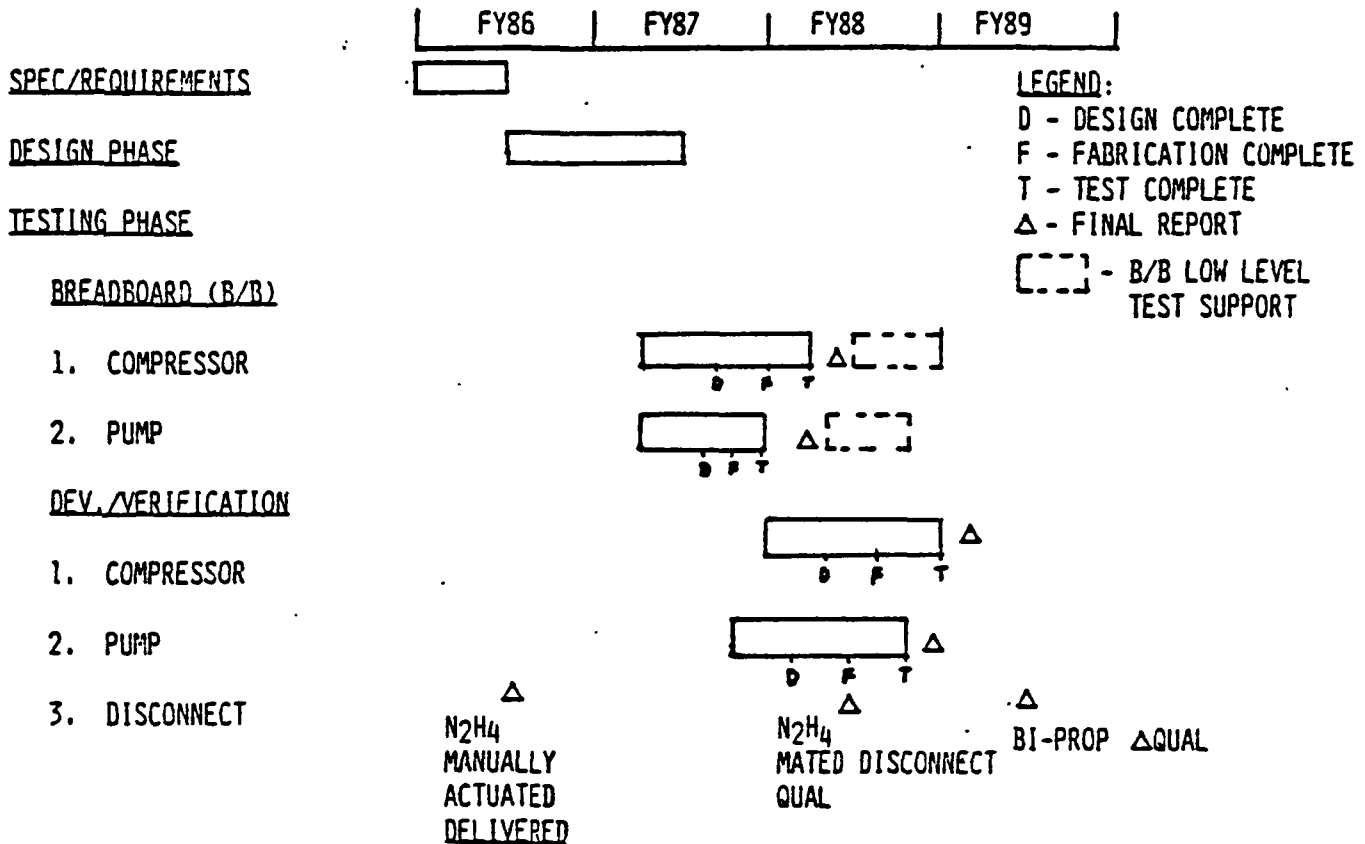 FY86 FY87 FY88 FY89
SPEC/REQUIREMENTS
LEGEND:
D - DESIGN COMPLETE
DESIGN PHASE
F - FABRICATION COMPLETE
T - TEST COMPLETE
TESTING PHASE
Δ - FINAL REPORT
- B/B LOW LEVEL
TEST SUPPORT
BREADBOARD (B/B)
1. COMPRESSOR
Δ
D F T
2. PUMP
Δ
D F T
DEV./VERIFICATION
Δ
1. COMPRESSOR
D F T
2. PUMP
Δ
D F T
3. DISCONNECT
Δ Δ Δ
N2H4
MANUALLY
ACTUATED
DELIVERED
N2H4
MATED DISCONNECT
QUAL
BI-PROP ΔQUAL